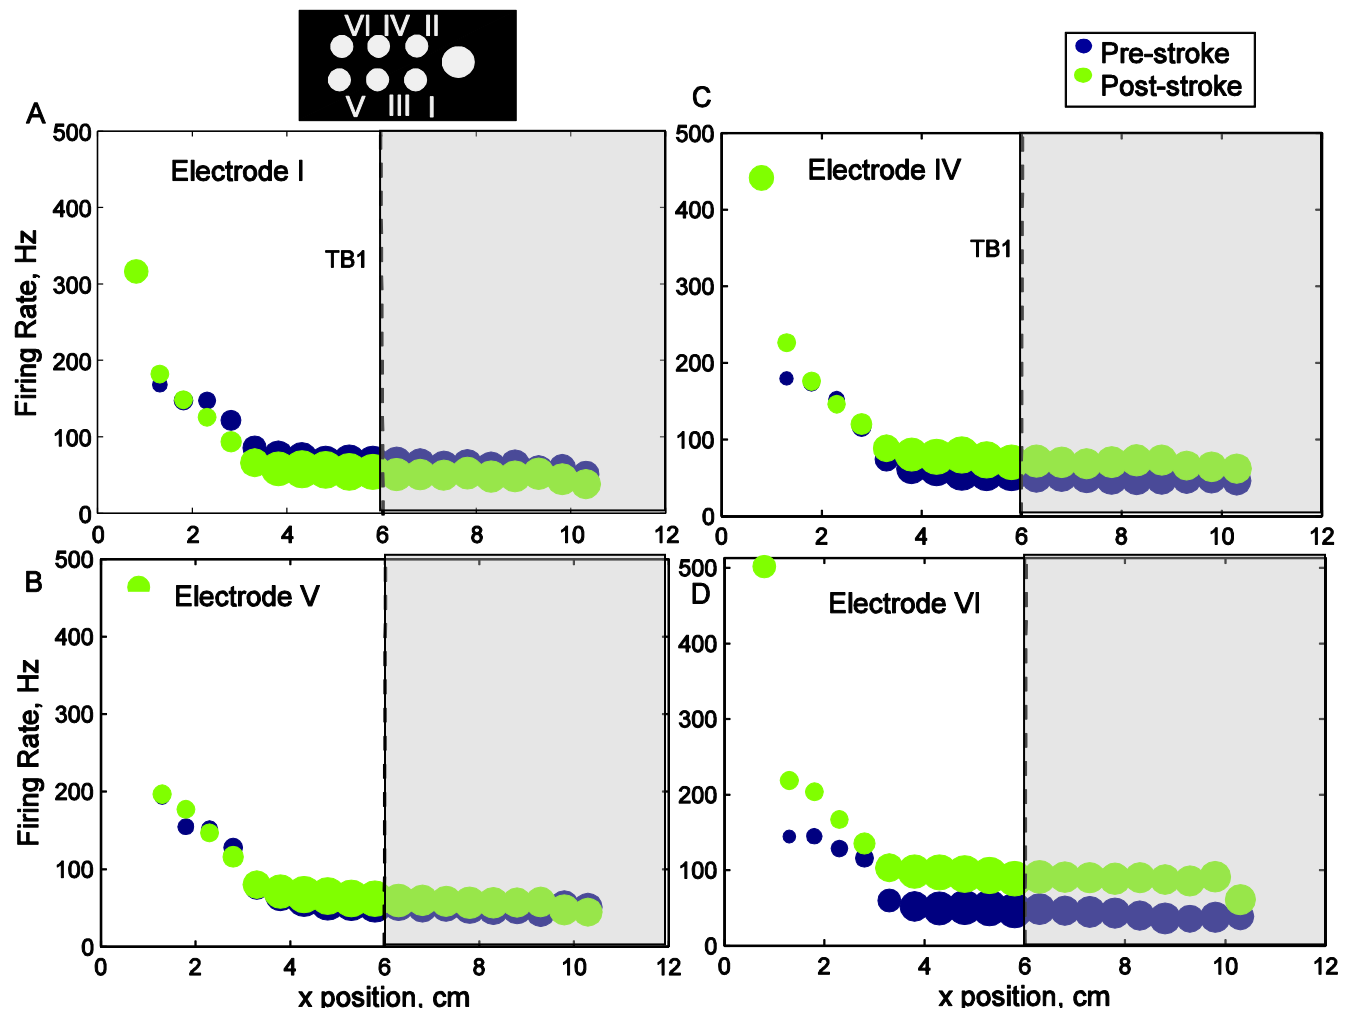 VI IV II
V III I
Pre-stroke
Post-stroke
A
500
400
300
200
100
0
Firing Rate, Hz
Electrode I
TB1
0 2 4 6 8 10 12
C
500
400
300
200
100
0
Electrode IV
TB1
0 2 4 6 8 10 12
B
500
400
300
200
100
0
Firing Rate, Hz
Electrode V
0 2 4 6 8 10 12
x position, cm
D
500
400
300
200
100
0
Electrode VI
0 2 4 6 8 10 12
x position, cm